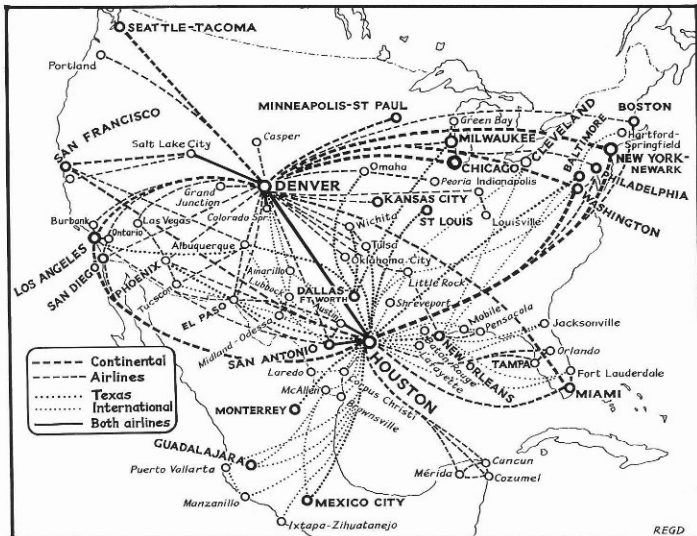 SEATTLE-TACOMA
Portland
MINNEAPOLIS-ST PAUL
Green Bay
BOSTON
Hartford-
Springfield
SAN FRANCISCO
Salt Lake City
Casper
MILWAUKEE
CLEVELAND
BALTIMORE
NEW YORK-
NEWARK
CHICAGO
PHILADELPHIA
DENVER
Omaha
Peoria
Indianapolis
WASHINGTON
Grand
Junction
KANSAS CITY
Colorado Spr.
Wichita
ST LOUIS
Louisville
Burbank
Las Vegas
Ontario
LOS ANGELES
Albuquerque
Tulsa
Oklahoma City
SAN DIEGO
PHOENIX
Amarillo
Little Rock
Tucson
Lubbock
DALLAS-
FT. WORTH
Shreveport
EL PASO
Austin
Mobile
Pensacola
Jacksonville
Midland-Odessa
SAN ANTONIO
HOUSTON
Baton Rouge
Lafayette
NEW ORLEANS
Orlando
TAMPA
Continental
Airlines
Texas
International
Both airlines
Laredo
Fort Lauderdale
McAllen
Corpus Christi
MIAMI
Brownsville
MONTERREY
GUADALAJARA
Puerto Vallarta
Cancun
Mérida
Cozumel
Manzanillo
MEXICO CITY
Ixtapa-Zihuatanejo
REGD